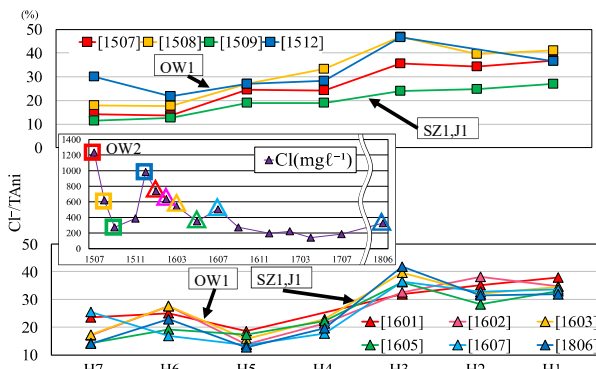 (%)
50
40
30
20
10
0
[1507] [1508] [1509] [1512]
OW1
SZ1,J1
Cl⁻/TAni
1400
1200
1000
800
600
400
200
0
OW2
Cl(mgℓ⁻¹)
1507 1511 1603 1607 1703 1707 1806
50
40
30
20
10
OW1
SZ1,J1
[1601] [1602] [1603]
[1605] [1607] [1806]
H7 H6 H5 H4 H3 H2 H1